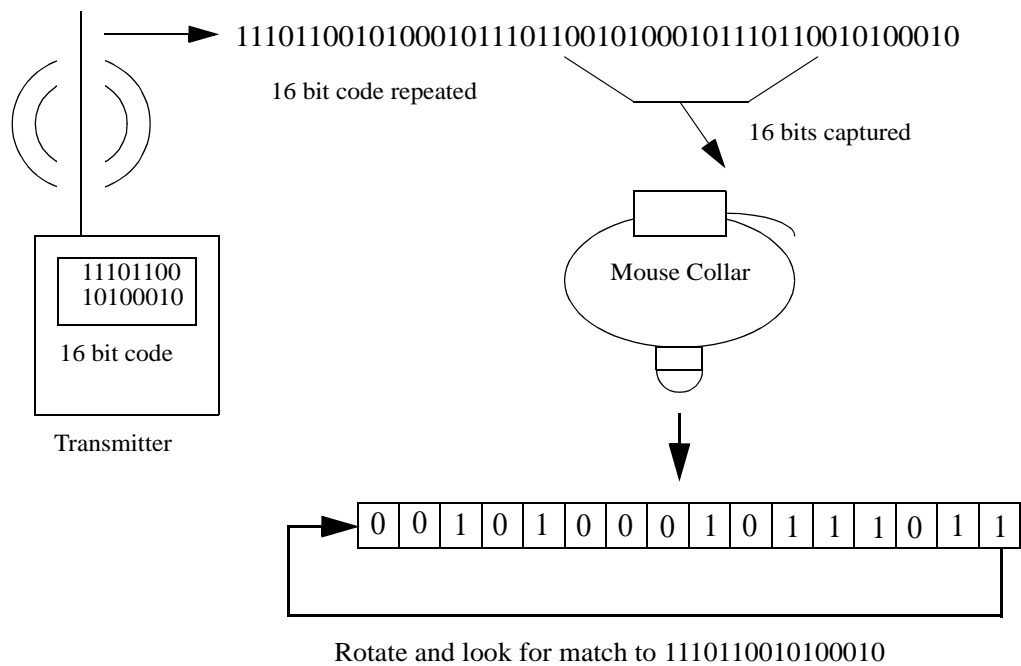 111011001010001011101100101000101110110010100010
16 bit code repeated
16 bits captured
11101100
10100010
16 bit code
Mouse Collar
Transmitter
0 0 1 0 1 0 0 0 1 0 1 1 1 0 1 1
Rotate and look for match to 1110110010100010